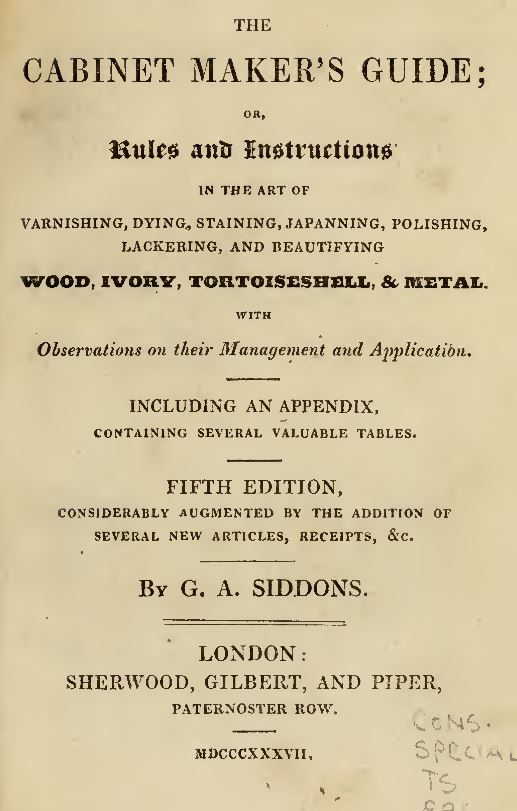 THE
CABINET MAKER'S GUIDE;
OR,
Rules and Instructions
IN THE ART OF
VARNISHING, DYING, STAINING, JAPANNING, POLISHING,
LACKERING, AND BEAUTIFYING
WOOD, IVORY, TORTOISESHELL, & METAL.
WITH
Observations on their Management and Application.
INCLUDING AN APPENDIX,
CONTAINING SEVERAL VALUABLE TABLES.
FIFTH EDITION,
CONSIDERABLY AUGMENTED BY THE ADDITION OF
SEVERAL NEW ARTICLES, RECEIPTS, &c.
BY G. A. SIDDONS.
LONDON:
SHERWOOD, GILBERT, AND PIPER,
PATERNOSTER ROW.
MDCCCXXXVII.
CONS.
SPECIAL
TS